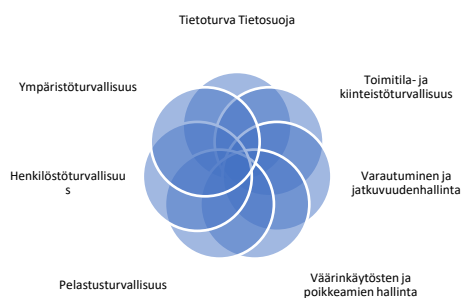 Tietoturva Tietosuoja
Toimitila- ja
kiinteistöturvallisuus
Varautuminen ja
jatkuvuudenhallinta
Väärinkäytösten ja
poikkeamien hallinta
Pelastusturvallisuus
Henkilöstöturvallisuu
s
Ympäristöturvallisuus